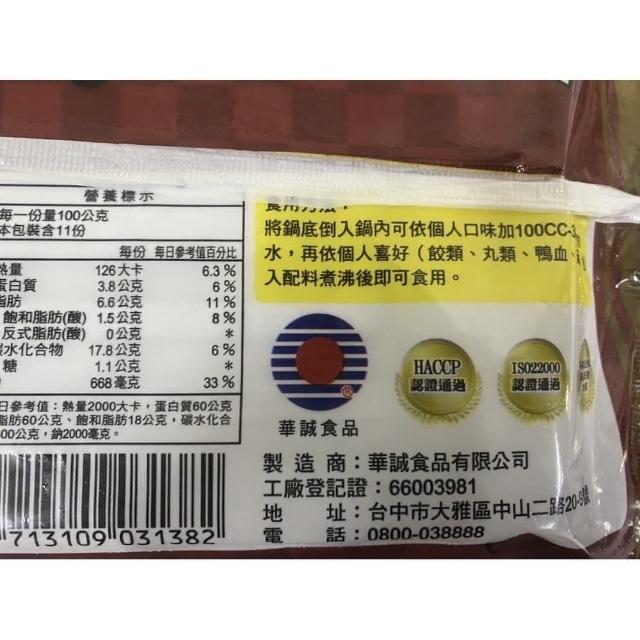 營養標示
每一份量100公克
本包裝含11份
每份 每日參考值百分比
熱量 126大卡 6.3%
蛋白質 3.8公克 6%
脂肪 6.6公克 11%
飽和脂肪(酸) 1.5公克 8%
反式脂肪(酸) 0公克 *
碳水化合物 17.8公克 6%
糖 1.1公克 *
668毫克 33%
日參考值：熱量2000大卡，蛋白質60公克
脂肪60公克、飽和脂肪18公克，碳水化合
00公克，鈉2000毫克。
713109 031382
食用方法：
將鍋底倒入鍋內可依個人口味加100CC-
水，再依個人喜好（餃類、丸類、鴨血、
入配料煮沸後即可食用。
®
華誠食品
HACCP
認證通過
ISO22000
認證通過
製造商：華誠食品有限公司
工廠登記證：66003981
地 址：台中市大雅區中山二路20-9號
電 話：0800-038888